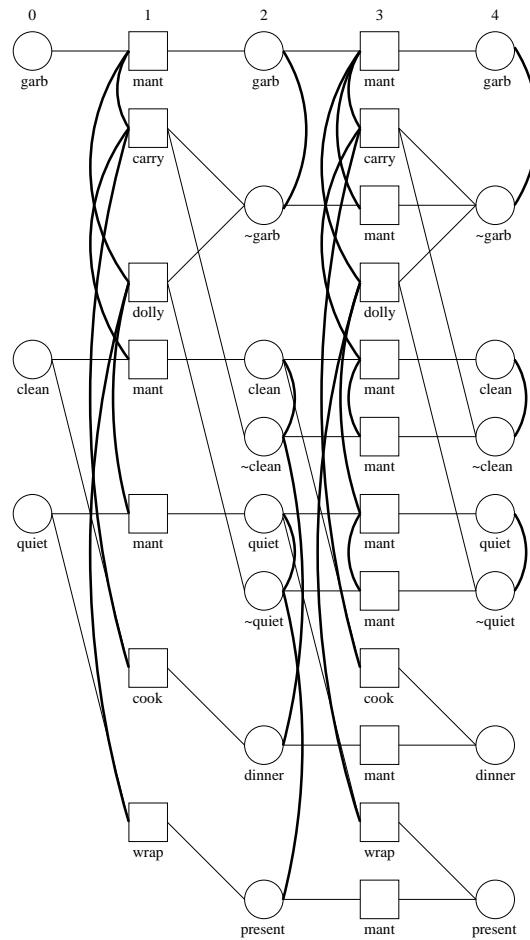 0 1 2 3 4
garb mant garb mant garb
carry carry
~garb mant ~garb
dolly dolly
clean mant clean mant clean
~clean mant ~clean
quiet mant quiet mant quiet
~quiet mant ~quiet
cook cook
dinner mant dinner
wrap wrap
present mant present